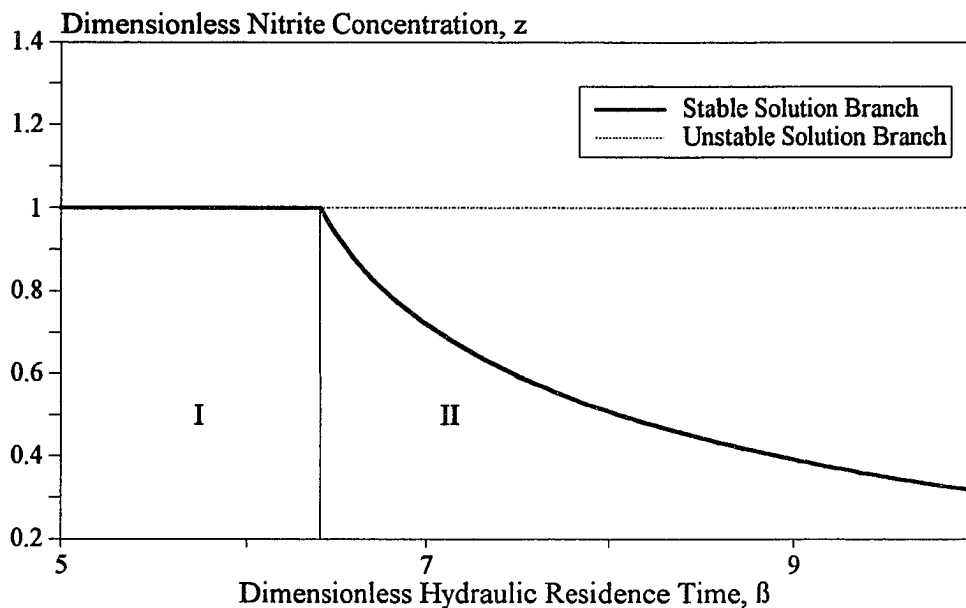 Dimensionless Nitrite Concentration, z
1.4
1.2
1
0.8
0.6
0.4
0.2
Stable Solution Branch
Unstable Solution Branch
I
II
5
7
9
Dimensionless Hydraulic Residence Time, ß